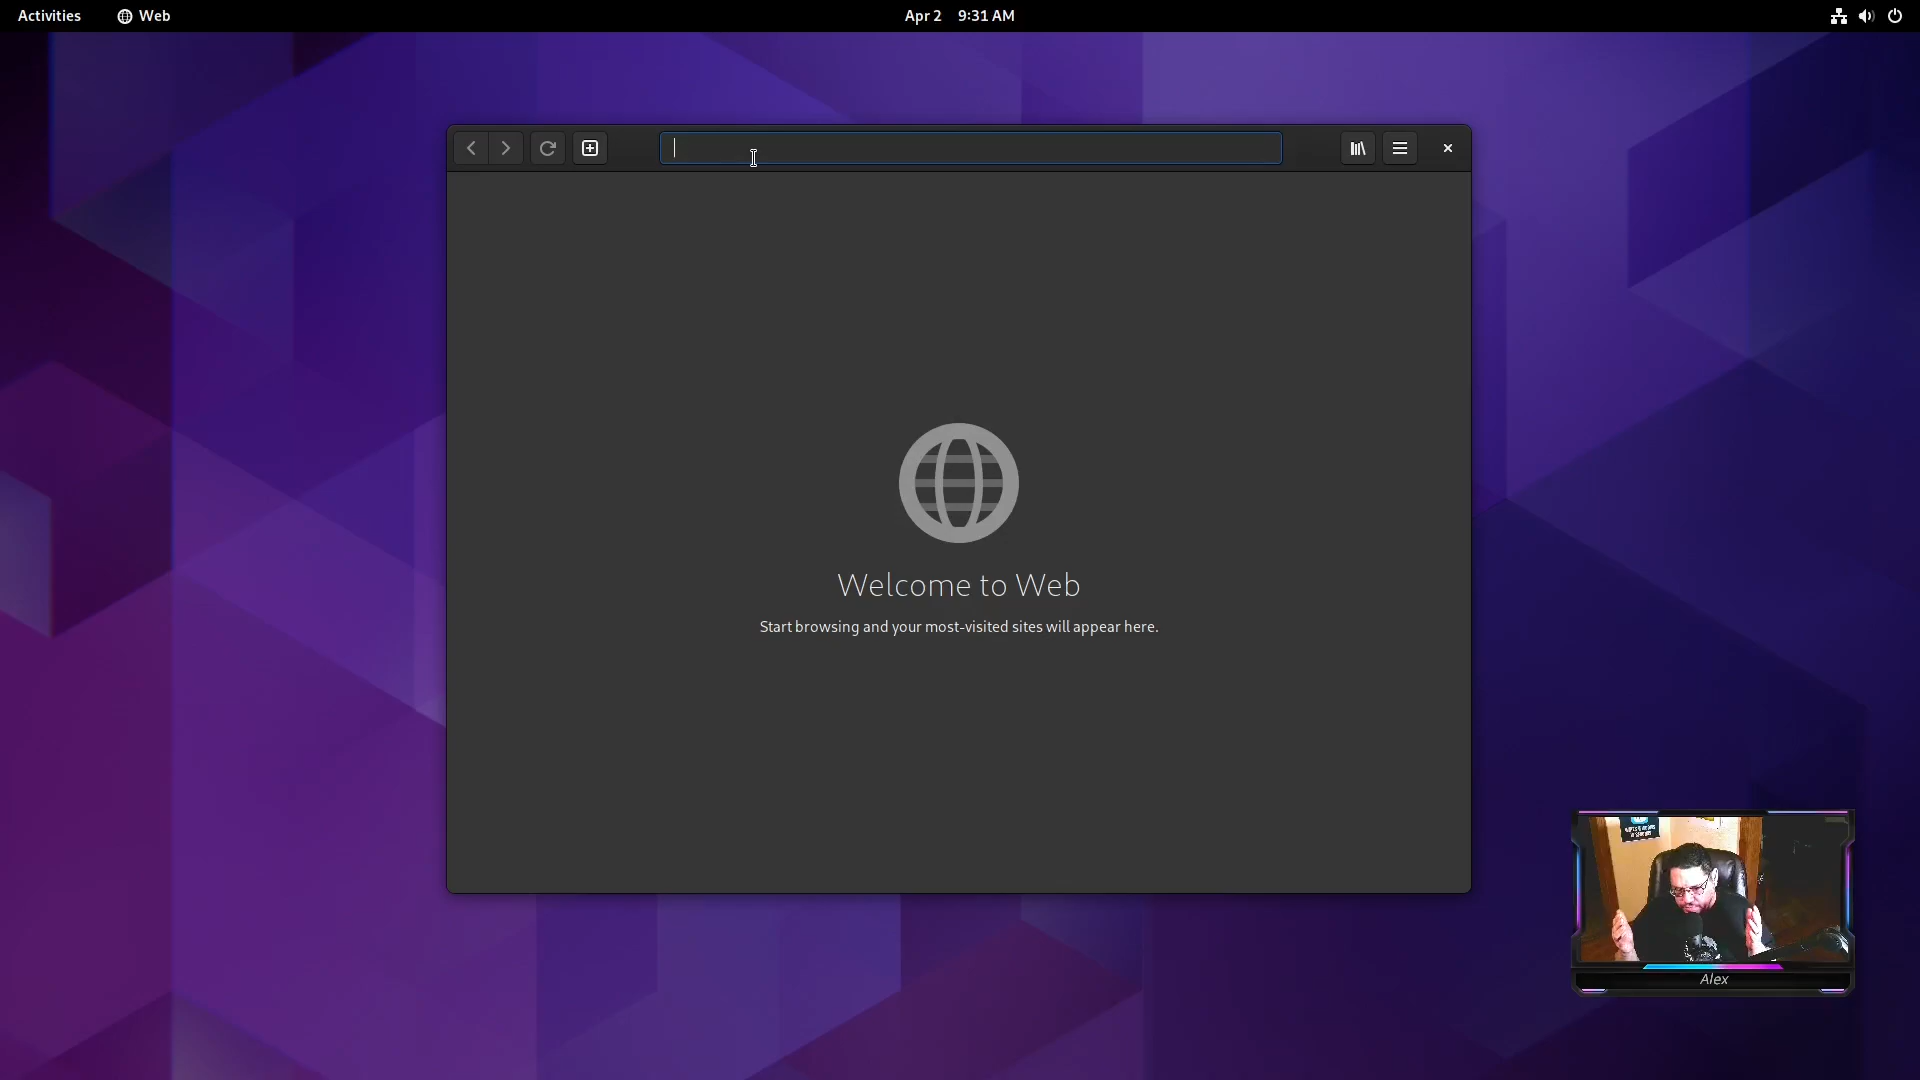 Activities
Web
Apr 2 9:31 AM
Welcome to Web
Start browsing and your most-visited sites will appear here.
Alex